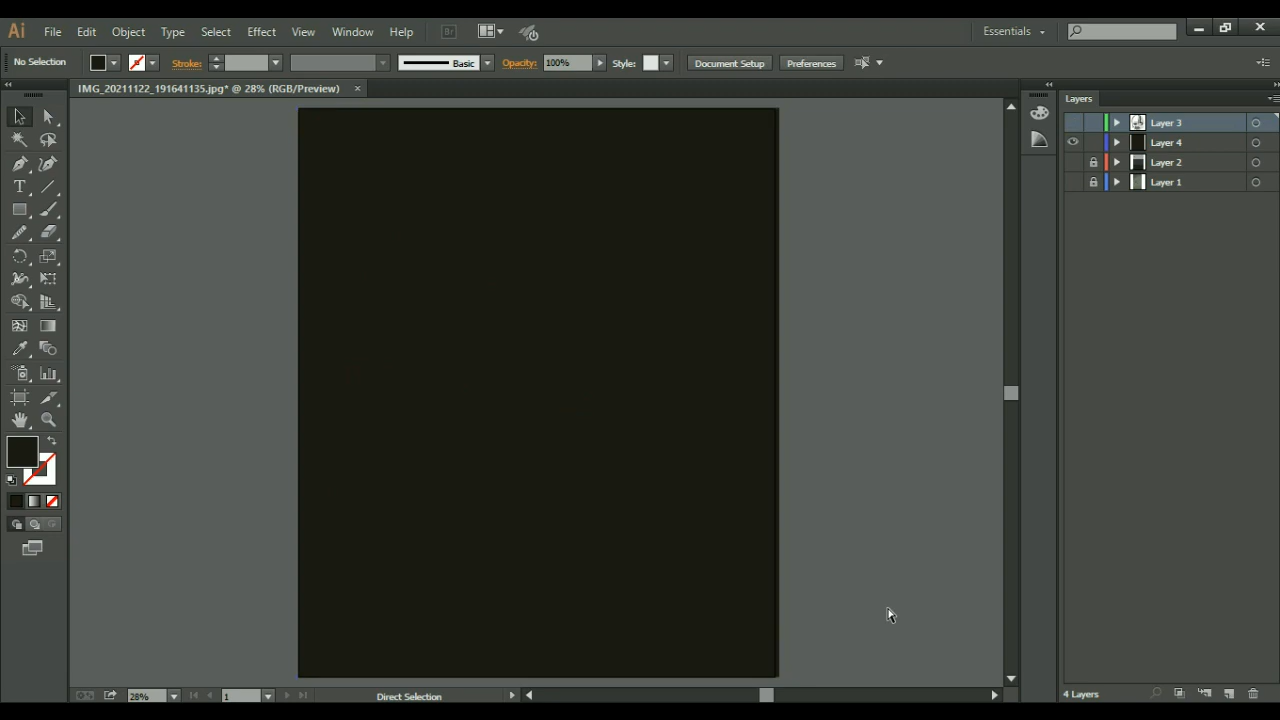 Ai File Edit Object Type Select Effect View Window Help Br Essentials
No Selection Stroke: Basic Opacity: 100% Style: Document Setup Preferences
IMG_20211122_191641135.jpg* @ 28% (RGB/Preview) ×
Layers
Layer 3
Layer 4
Layer 2
Layer 1
28% 1 Direct Selection
4 Layers